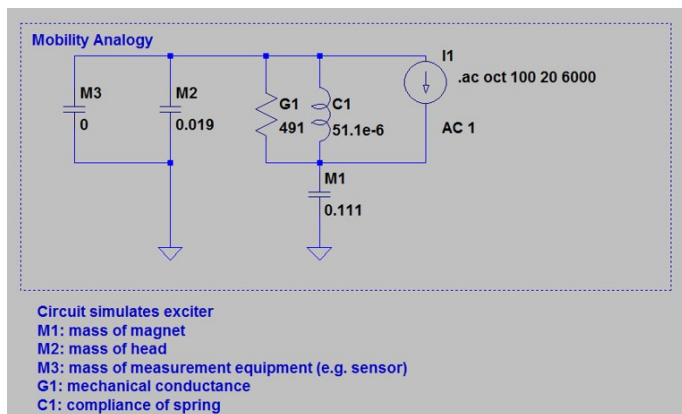 Mobility Analogy
I1
.ac oct 100 20 6000
M3
M2
G1
C1
0
0.019
491
51.1e-6
AC 1
M1
0.111
Circuit simulates exciter
M1: mass of magnet
M2: mass of head
M3: mass of measurement equipment (e.g. sensor)
G1: mechanical conductance
C1: compliance of spring